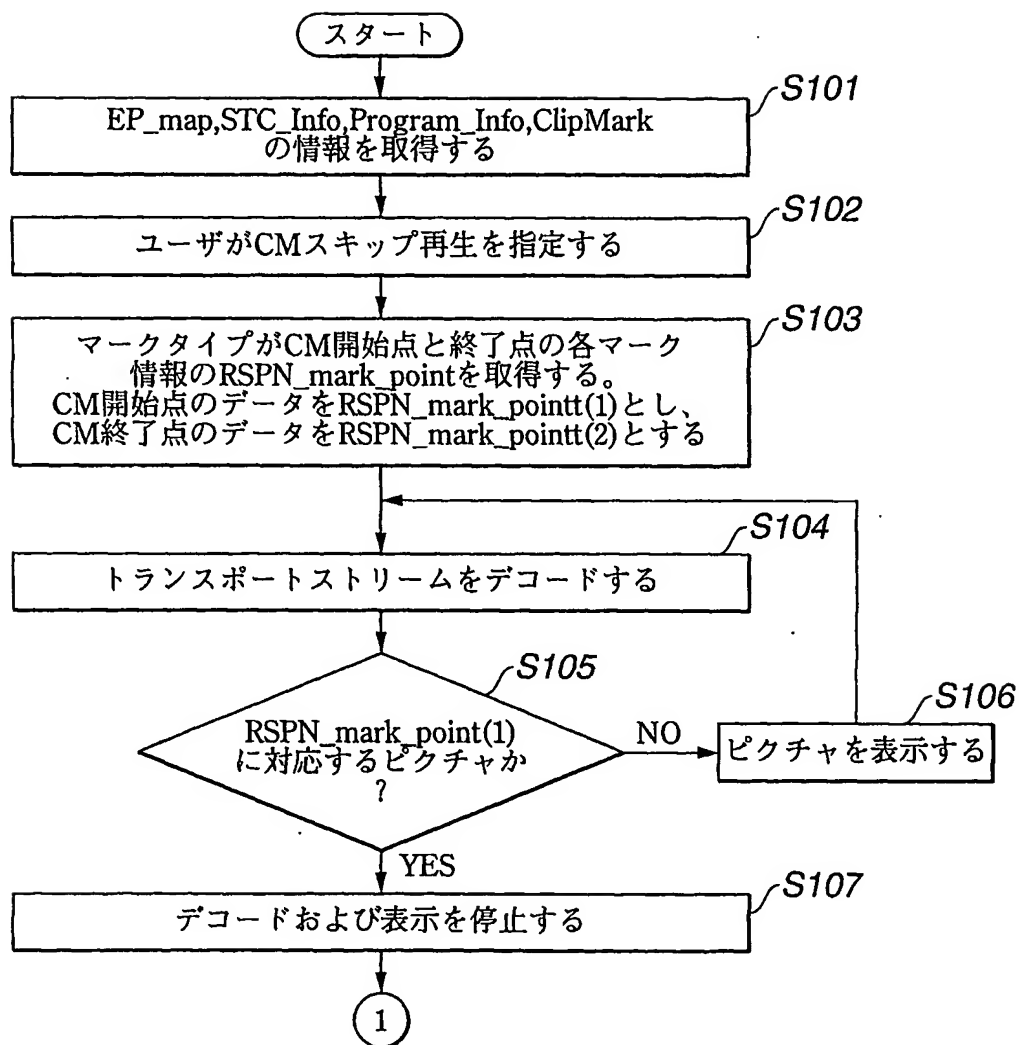 スタート
S101
EP_map,STC_Info,Program_Info,ClipMark
の情報を取得する
S102
ユーザがCMスキップ再生を指定する
S103
マークタイプがCM開始点と終了点の各マーク
情報のRSPN_mark_pointを取得する。
CM開始点のデータをRSPN_mark_pointt(1)とし、
CM終了点のデータをRSPN_mark_pointt(2)とする
S104
トランスポートストリームをデコードする
S105
RSPN_mark_point(1)
に対応するピクチャか
?
NO
S106
ピクチャを表示する
YES
S107
デコードおよび表示を停止する
1